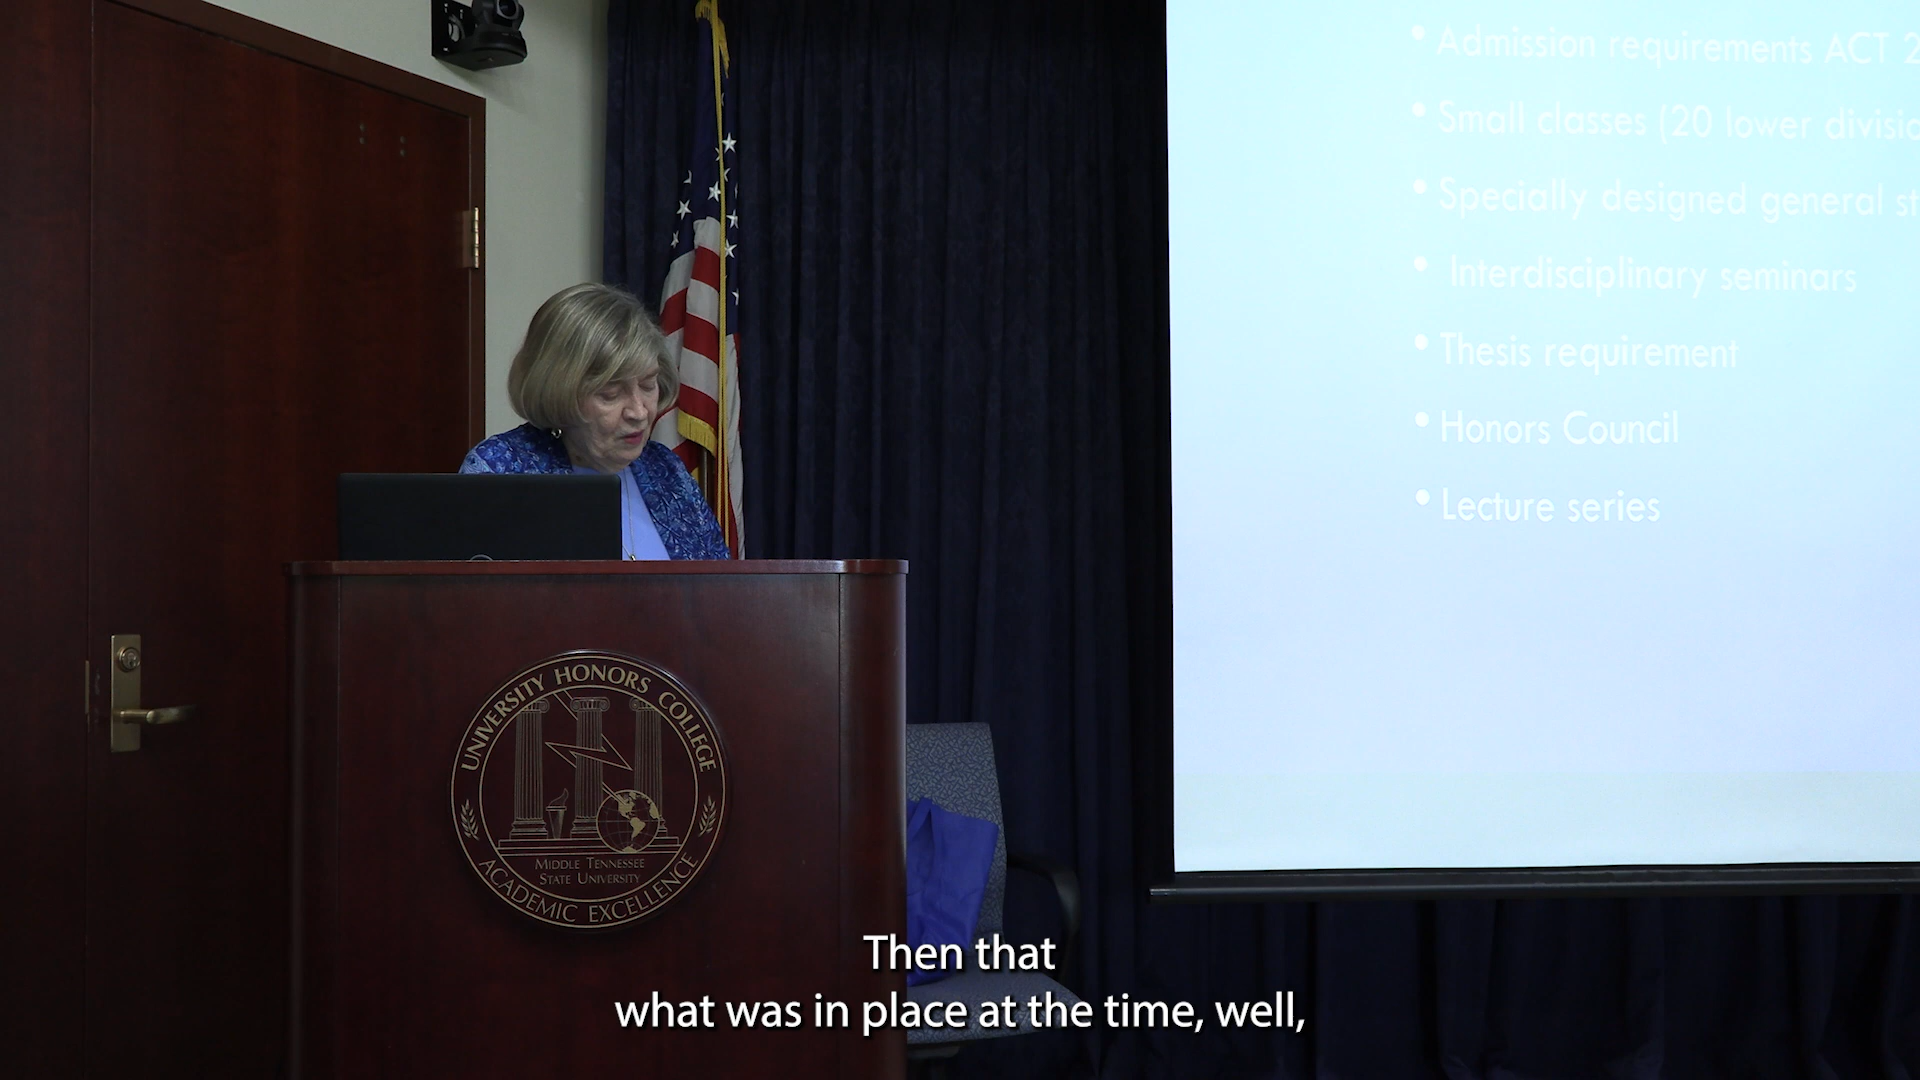 • Admission requirements ACT 2
• Small classes (20 lower divisio
• Specially designed general st
• Interdisciplinary seminars
• Thesis requirement
• Honors Council
• Lecture series
UNIVERSITY HONORS COLLEGE
MIDDLE TENNESSEE
STATE UNIVERSITY
ACADEMIC EXCELLENCE
Then that
what was in place at the time, well,